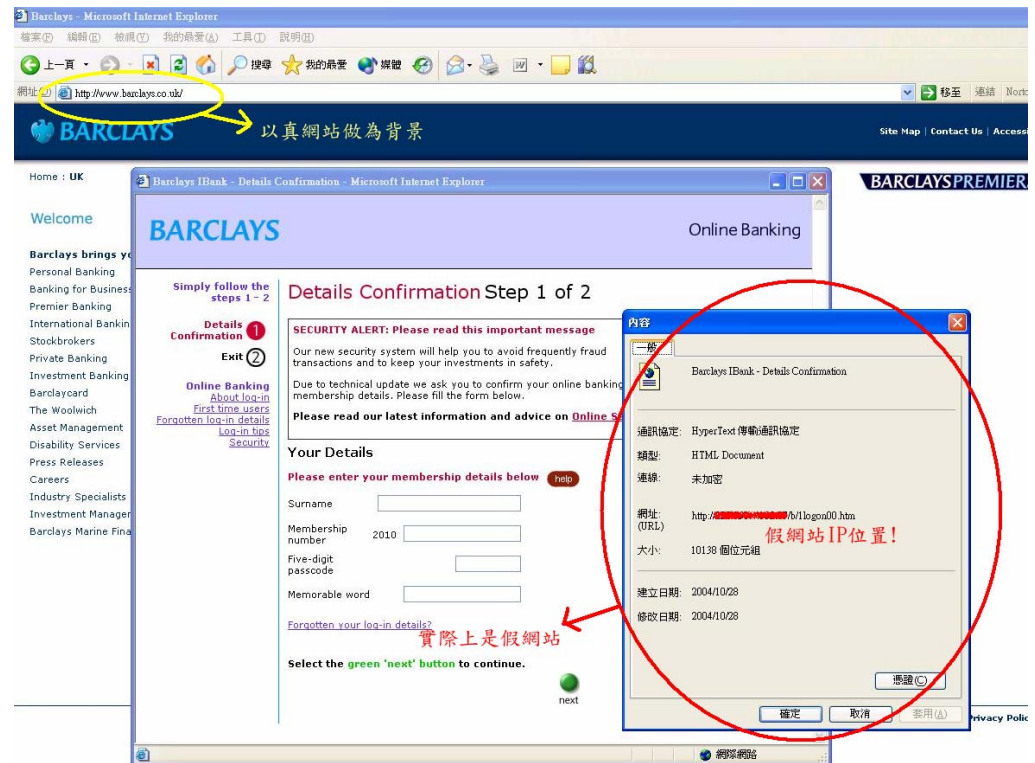 Barclays - Microsoft Internet Explorer
檔案(F) 編輯(E) 檢視(V) 我的最愛(A) 工具(T) 說明(H)
上一頁 搜尋 我的最愛 媒體
網址(D) http://www.barclays.co.uk/ 移至 連結
以真網站做為背景
BARCLAYS
Site Map | Contact Us |
Home : UK
BARCLAYS PREMIER
Welcome
Barclays brings
Personal Banking
Banking for
Premier Banking
International
Stockbrokers
Private Banking
Investment Banking
Barclaycard
The Woolwich
Asset Management
Disability Services
Press Releases
Careers
Industry Specialists
Investment
Barclays Marine
Barclays IBank - Details Confirmation - Microsoft Internet Explorer
BARCLAYS
Online Banking
Simply follow the
steps 1 - 2
Details
Confirmation 1
Exit 2
Online Banking
About log-in
First time users
Forgotten log-in details
Log-in tips
Security
Details Confirmation Step 1 of 2
SECURITY ALERT: Please read this important message
Our new security system will help you to avoid frequently fraud
transactions and to keep your investments in safety.
Due to technical update we ask you to confirm your online banking
membership details. Please fill the form below.
Please read our latest information and advice on Online
Your Details
Please enter your membership details below help
Surname
Membership
number 2010
Five-digit
passcode
Memorable word
Forgotten your log-in details?
實際上是假網站
Select the green 'next' button to continue.
next
網際網路
內容
一般
Barclays IBank - Details Confirmation
通訊協定: HyperText 傳輸通訊協定
類型: HTML Document
連線: 未加密
網址: http:// /b/1logon00.htm
(URL)
假網站IP位置!
大小: 10138 個位元組
建立日期: 2004/10/28
修改日期: 2004/10/28
憑證(C)
確定 取消 套用(A)
Privacy